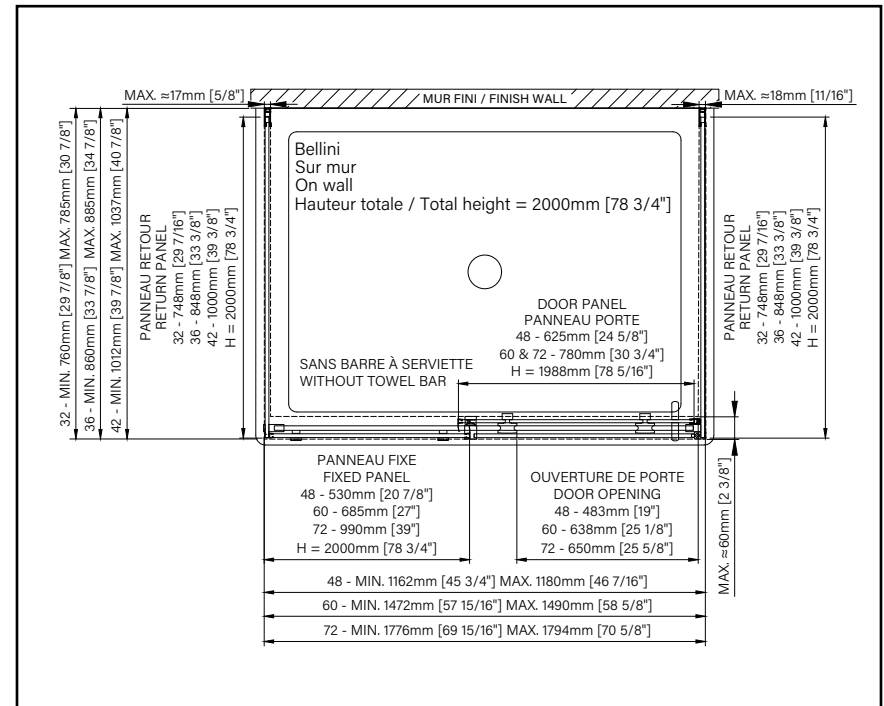 MAX. ≈17mm [5/8"]
MUR FINI / FINISH WALL
MAX. ≈18mm [11/16"]
32 - MIN. 760mm [29 7/8"] MAX. 785mm [30 7/8"]
36 - MIN. 860mm [33 7/8"] MAX. 885mm [34 7/8"]
42 - MIN. 1012mm [39 7/8"] MAX. 1037mm [40 7/8"]
PANNEAU RETOUR
RETURN PANEL
32 - 748mm [29 7/16"]
36 - 848mm [33 3/8"]
42 - 1000mm [39 3/8"]
H = 2000mm [78 3/4"]
Bellini
Sur mur
On wall
Hauteur totale / Total height = 2000mm [78 3/4"]
DOOR PANEL
PANNEAU PORTE
48 - 625mm [24 5/8"]
60 & 72 - 780mm [30 3/4"]
H = 1988mm [78 5/16"]
SANS BARRE À SERVIETTE
WITHOUT TOWEL BAR
PANNEAU RETOUR
RETURN PANEL
32 - 748mm [29 7/16"]
36 - 848mm [33 3/8"]
42 - 1000mm [39 3/8"]
H = 2000mm [78 3/4"]
PANNEAU FIXE
FIXED PANEL
48 - 530mm [20 7/8"]
60 - 685mm [27"]
72 - 990mm [39"]
H = 2000mm [78 3/4"]
OUVERTURE DE PORTE
DOOR OPENING
48 - 483mm [19"]
60 - 638mm [25 1/8"]
72 - 650mm [25 5/8"]
MAX. ≈60mm [2 3/8"]
48 - MIN. 1162mm [45 3/4"] MAX. 1180mm [46 7/16"]
60 - MIN. 1472mm [57 15/16"] MAX. 1490mm [58 5/8"]
72 - MIN. 1776mm [69 15/16"] MAX. 1794mm [70 5/8"]